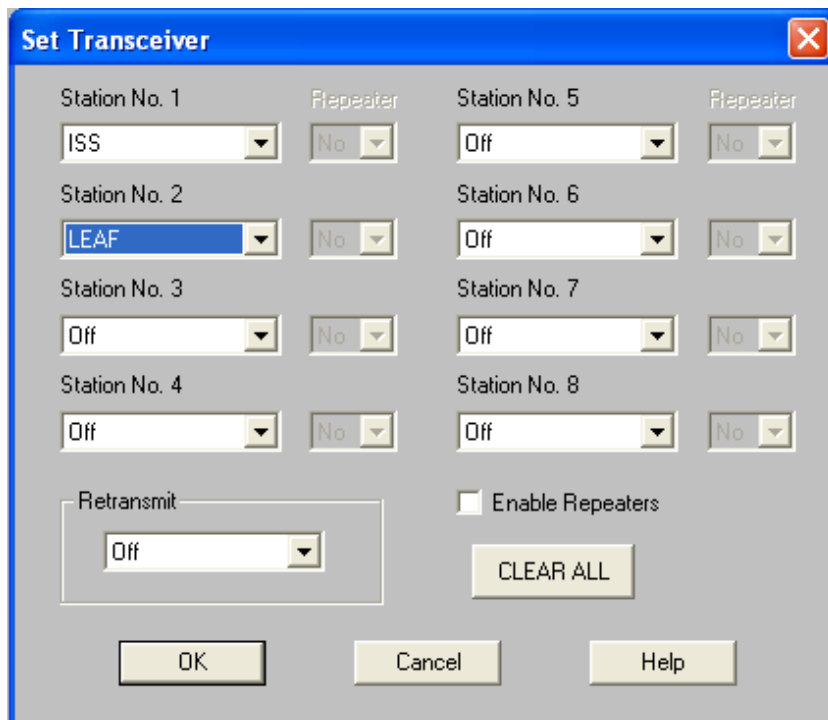 Set Transceiver
Station No. 1 Repeater Station No. 5 Repeater
ISS No Off No
Station No. 2 Station No. 6
LEAF No Off No
Station No. 3 Station No. 7
Off No Off No
Station No. 4 Station No. 8
Off No Off No
Retransmit Enable Repeaters
Off
CLEAR ALL
OK Cancel Help